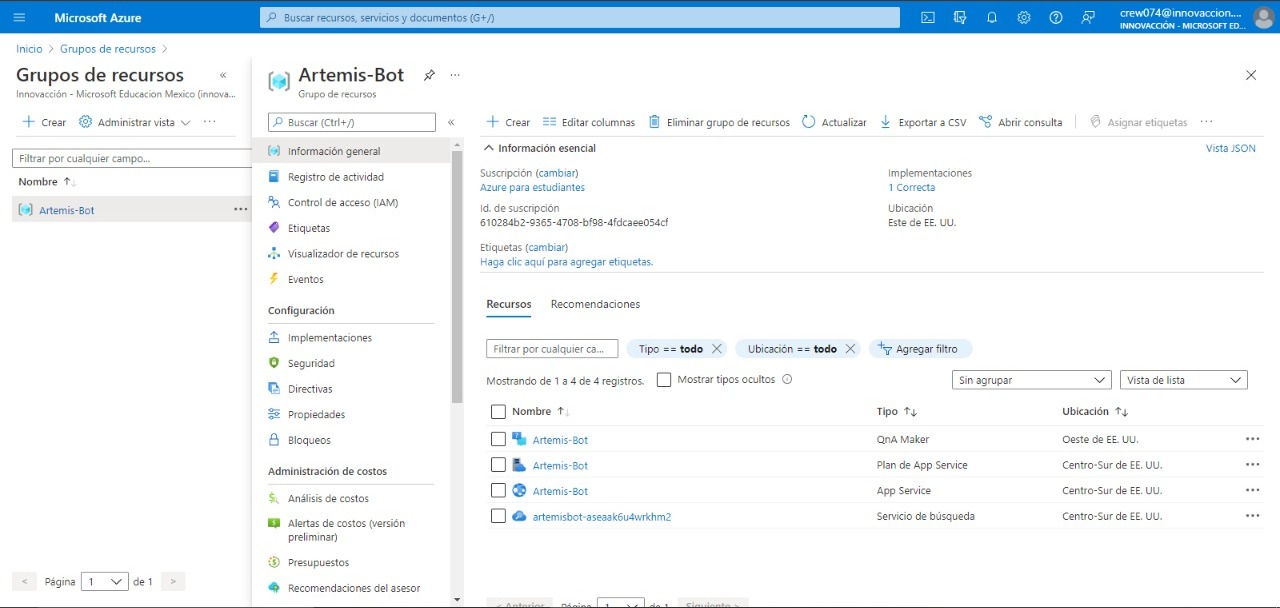 Microsoft Azure
Buscar recursos, servicios y documentos (G+/)
crew074@innovaccion....
INNOVACCIÓN - MICROSOFT ED...
Inicio > Grupos de recursos >
Grupos de recursos «
Innovacción - Microsoft Educacion Mexico (innova...
Crear Administrar vista ...
Filtrar por cualquier campo...
Nombre ↑↓
Artemis-Bot ...
< Página 1 de 1 >
Artemis-Bot ...
Grupo de recursos
Buscar (Ctrl+/) «
Información general
Registro de actividad
Control de acceso (IAM)
Etiquetas
Visualizador de recursos
Eventos
Configuración
Implementaciones
Seguridad
Directivas
Propiedades
Bloqueos
Administración de costos
Análisis de costos
Alertas de costos (versión
preliminar)
Presupuestos
Recomendaciones del asesor
Crear Editar columnas Eliminar grupo de recursos Actualizar Exportar a CSV Abrir consulta Asignar etiquetas ...
Información esencial Vista JSON
Suscripción (cambiar)
Azure para estudiantes
Id. de suscripción
610284b2-9365-4708-bf98-4fdcaee054cf
Etiquetas (cambiar)
Haga clic aquí para agregar etiquetas.
Implementaciones
1 Correcta
Ubicación
Este de EE. UU.
Recursos Recomendaciones
Filtrar por cualquier ca... Tipo == todo Ubicación == todo Agregar filtro
Mostrando de 1 a 4 de 4 registros. Mostrar tipos ocultos Sin agrupar Vista de lista
Nombre ↑↓ Tipo ↑↓ Ubicación ↑↓
Artemis-Bot QnA Maker Oeste de EE. UU. ...
Artemis-Bot Plan de App Service Centro-Sur de EE. UU. ...
Artemis-Bot App Service Centro-Sur de EE. UU. ...
artemisbot-aseaak6u4wrkhm2 Servicio de búsqueda Centro-Sur de EE. UU. ...
< Anterior Página 1 de 1 Siguiente >